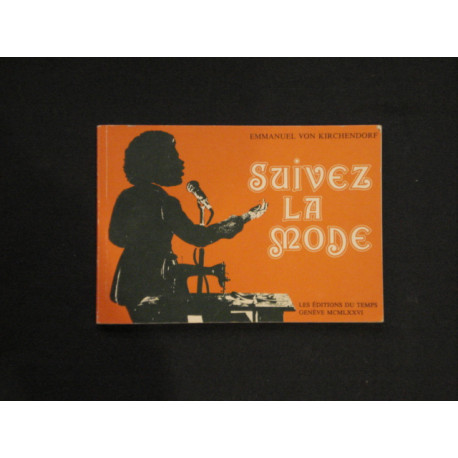 EMMANUEL VON KIRCHENDORF
SUIVEZ
LA
MODE
LES ÉDITIONS DU TEMPS
GENÈVE MCMLXXVI